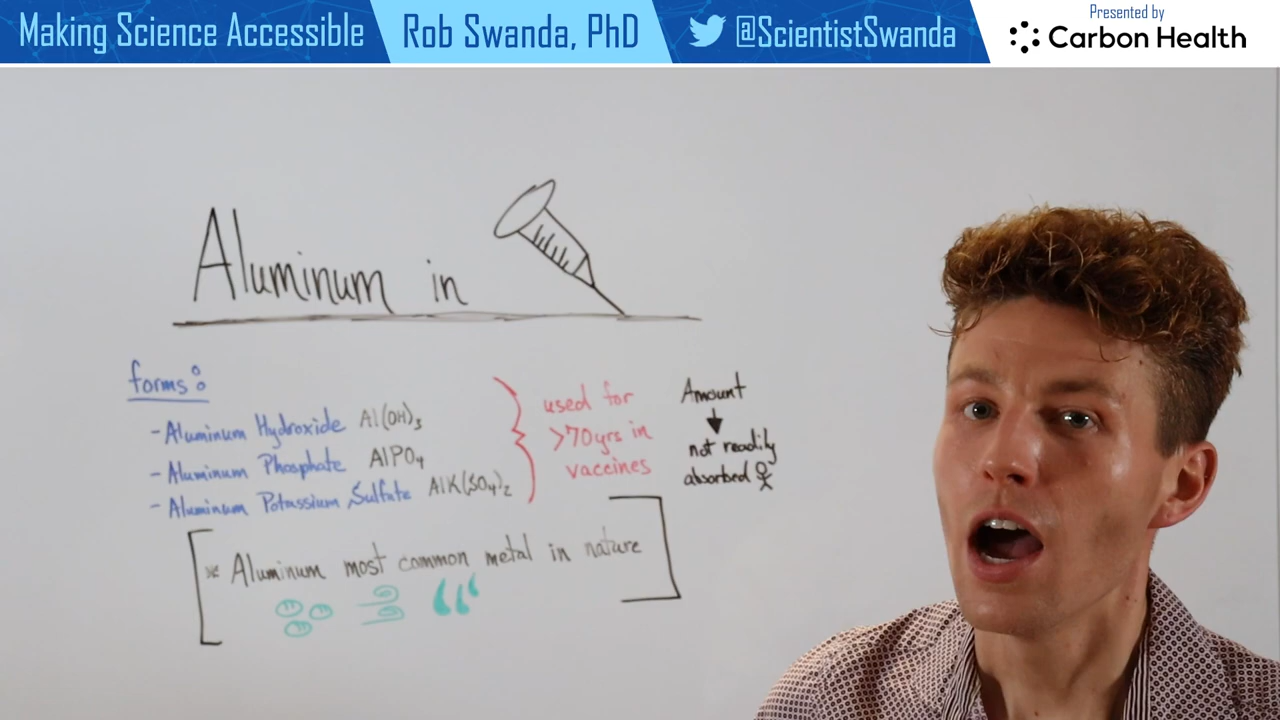 Making Science Accessible
Rob Swanda, PhD
@ScientistSwanda
Presented by
Carbon Health
Aluminum in
forms:
- Aluminum Hydroxide Al(OH)₃
- Aluminum Phosphate AlPO₄
- Aluminum Potassium Sulfate AlK(SO₄)₂
used for
>70yrs in
vaccines
Amount
not readily
absorbed
* Aluminum most common metal in nature